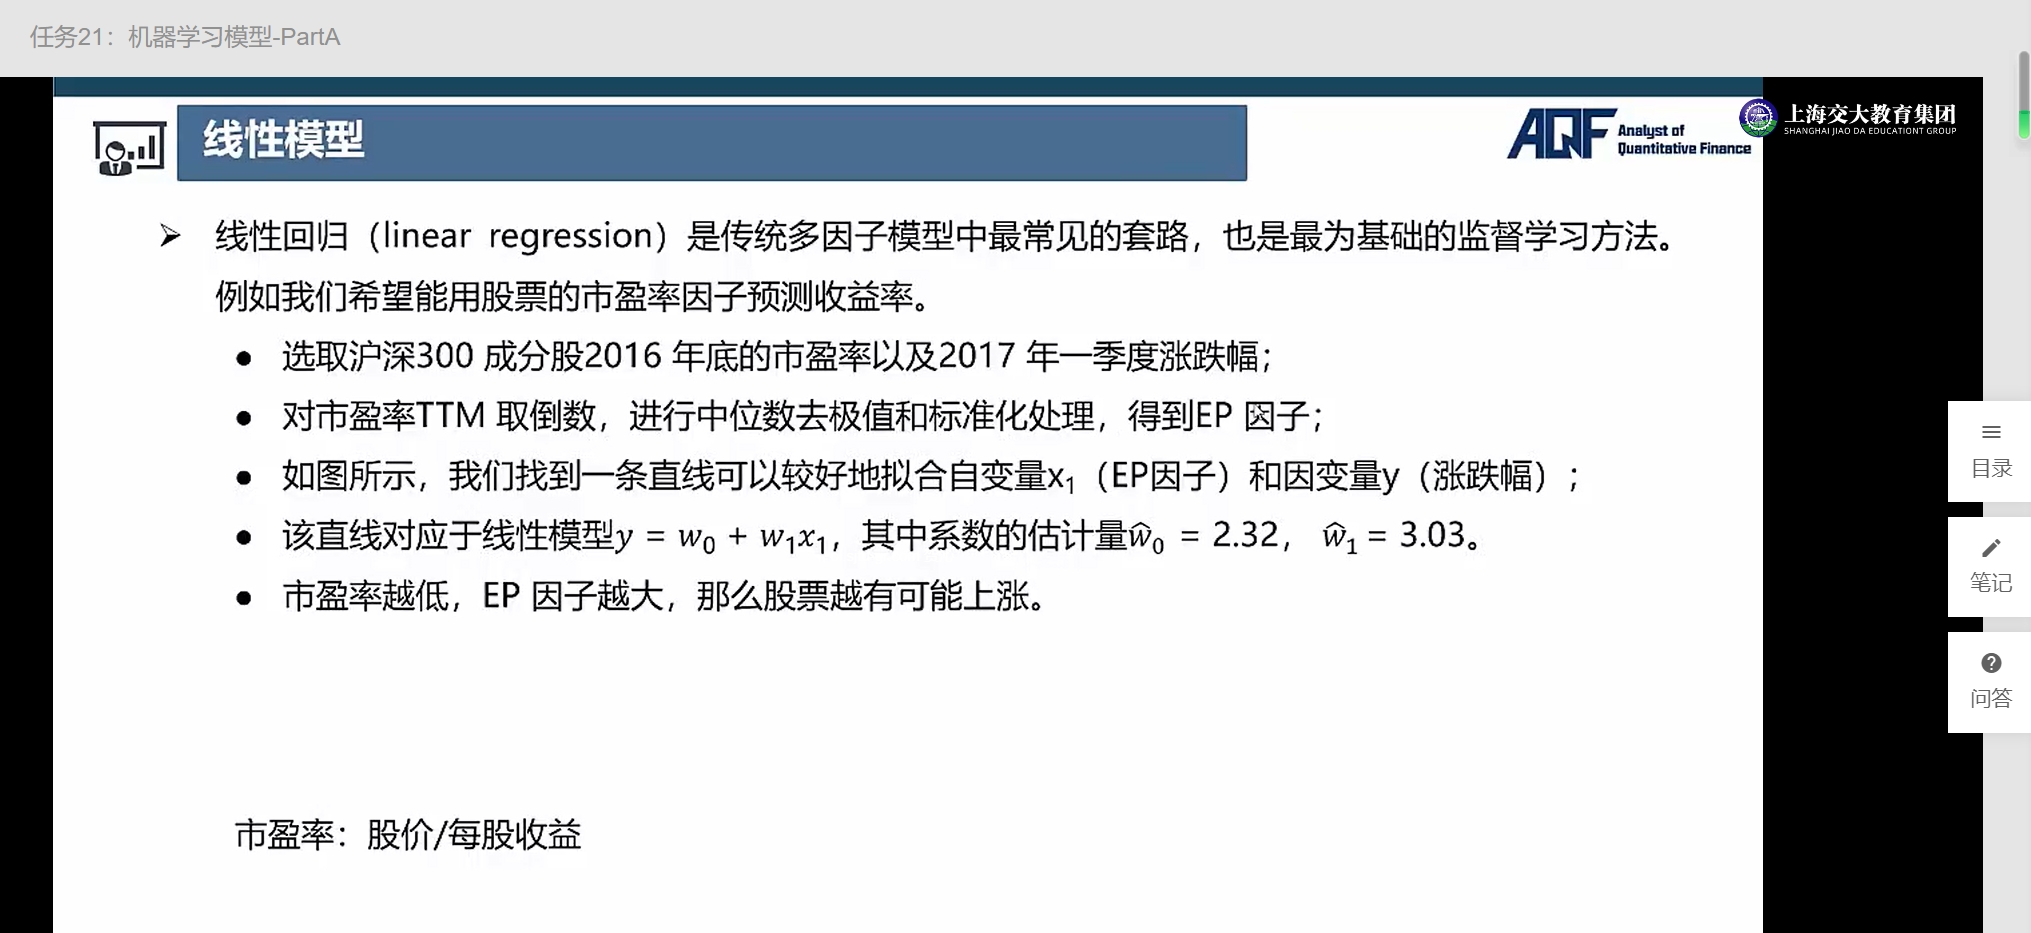 任务21：机器学习模型-PartA
线性模型
AQF Analyst of
Quantitative Finance
上海交大教育集团
SHANGHAI JIAO DA EDUCATIONT GROUP
➢ 线性回归（linear regression）是传统多因子模型中最常见的套路，也是最为基础的监督学习方法。
例如我们希望能用股票的市盈率因子预测收益率。
● 选取沪深300 成分股2016 年底的市盈率以及2017 年一季度涨跌幅；
● 对市盈率TTM 取倒数，进行中位数去极值和标准化处理，得到EP 因子；
● 如图所示，我们找到一条直线可以较好地拟合自变量x₁（EP因子）和因变量y（涨跌幅）；
● 该直线对应于线性模型y = w₀ + w₁x₁，其中系数的估计量ŵ₀ = 2.32， ŵ₁ = 3.03。
● 市盈率越低，EP 因子越大，那么股票越有可能上涨。
目录
笔记
问答
市盈率：股价/每股收益